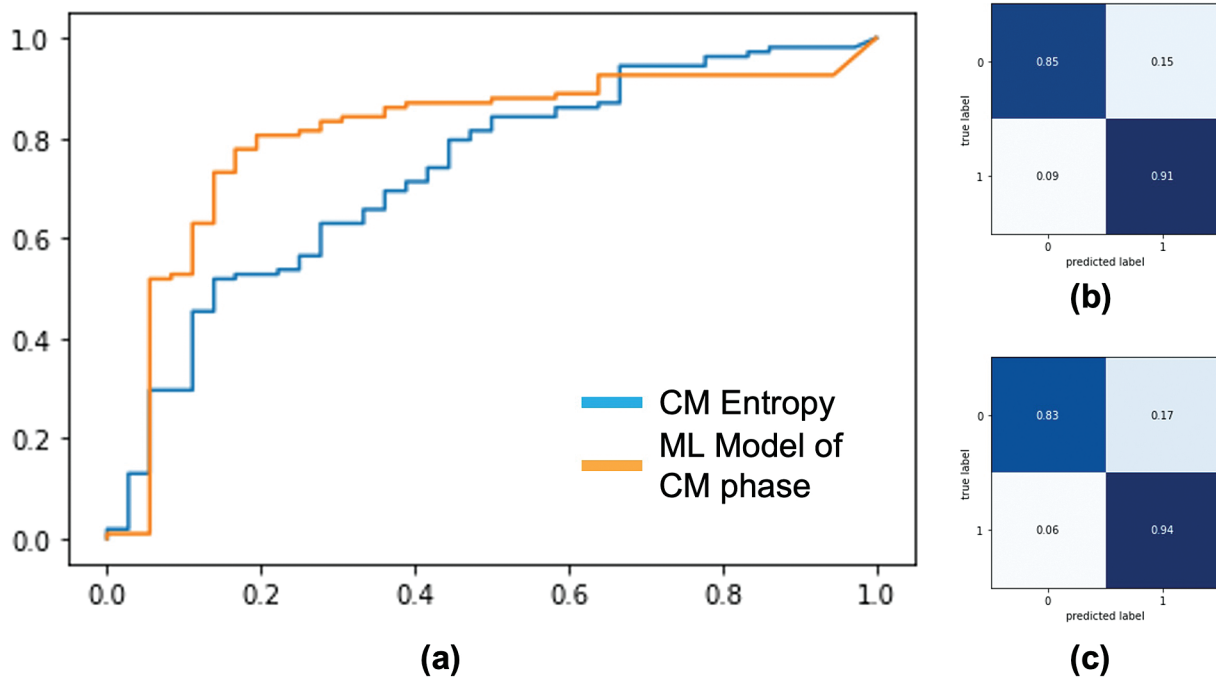 1.0
0.8
0.6
0.4
0.2
0.0
0.0 0.2 0.4 0.6 0.8 1.0
CM Entropy
ML Model of
CM phase
(a)
true label
0
0.85 0.15
1
0.09 0.91
0 1
predicted label
(b)
true label
0
0.83 0.17
1
0.06 0.94
0 1
predicted label
(c)